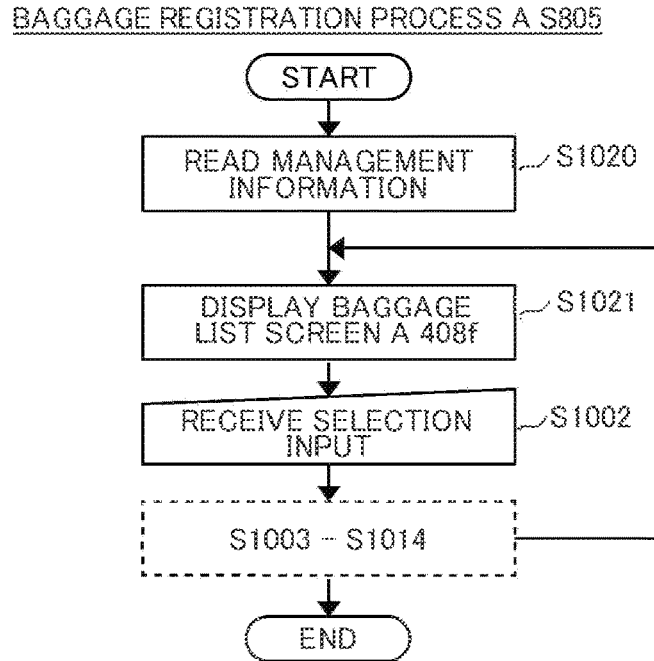 BAGGAGE REGISTRATION PROCESS A S805
START
READ MANAGEMENT
INFORMATION
S1020
DISPLAY BAGGAGE
LIST SCREEN A 408f
S1021
RECEIVE SELECTION
INPUT
S1002
S1003 - S1014
END